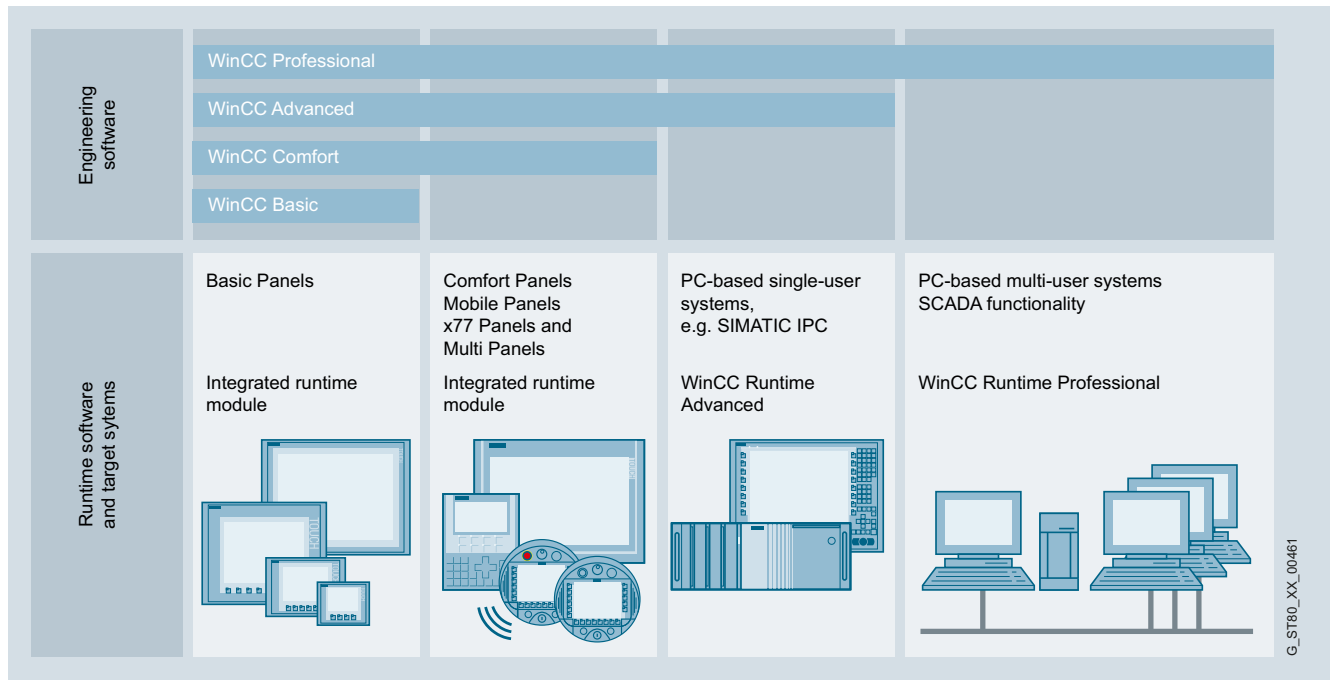 Engineering
software
WinCC Professional
WinCC Advanced
WinCC Comfort
WinCC Basic
Runtime software
and target sytems
Basic Panels
Integrated runtime
module
TOUCH
Comfort Panels
Mobile Panels
x77 Panels and
Multi Panels
Integrated runtime
module
TOUCH
PC-based single-user
systems,
e.g. SIMATIC IPC
WinCC Runtime
Advanced
PC-based multi-user systems
SCADA functionality
WinCC Runtime Professional
G_ST80_XX_00461